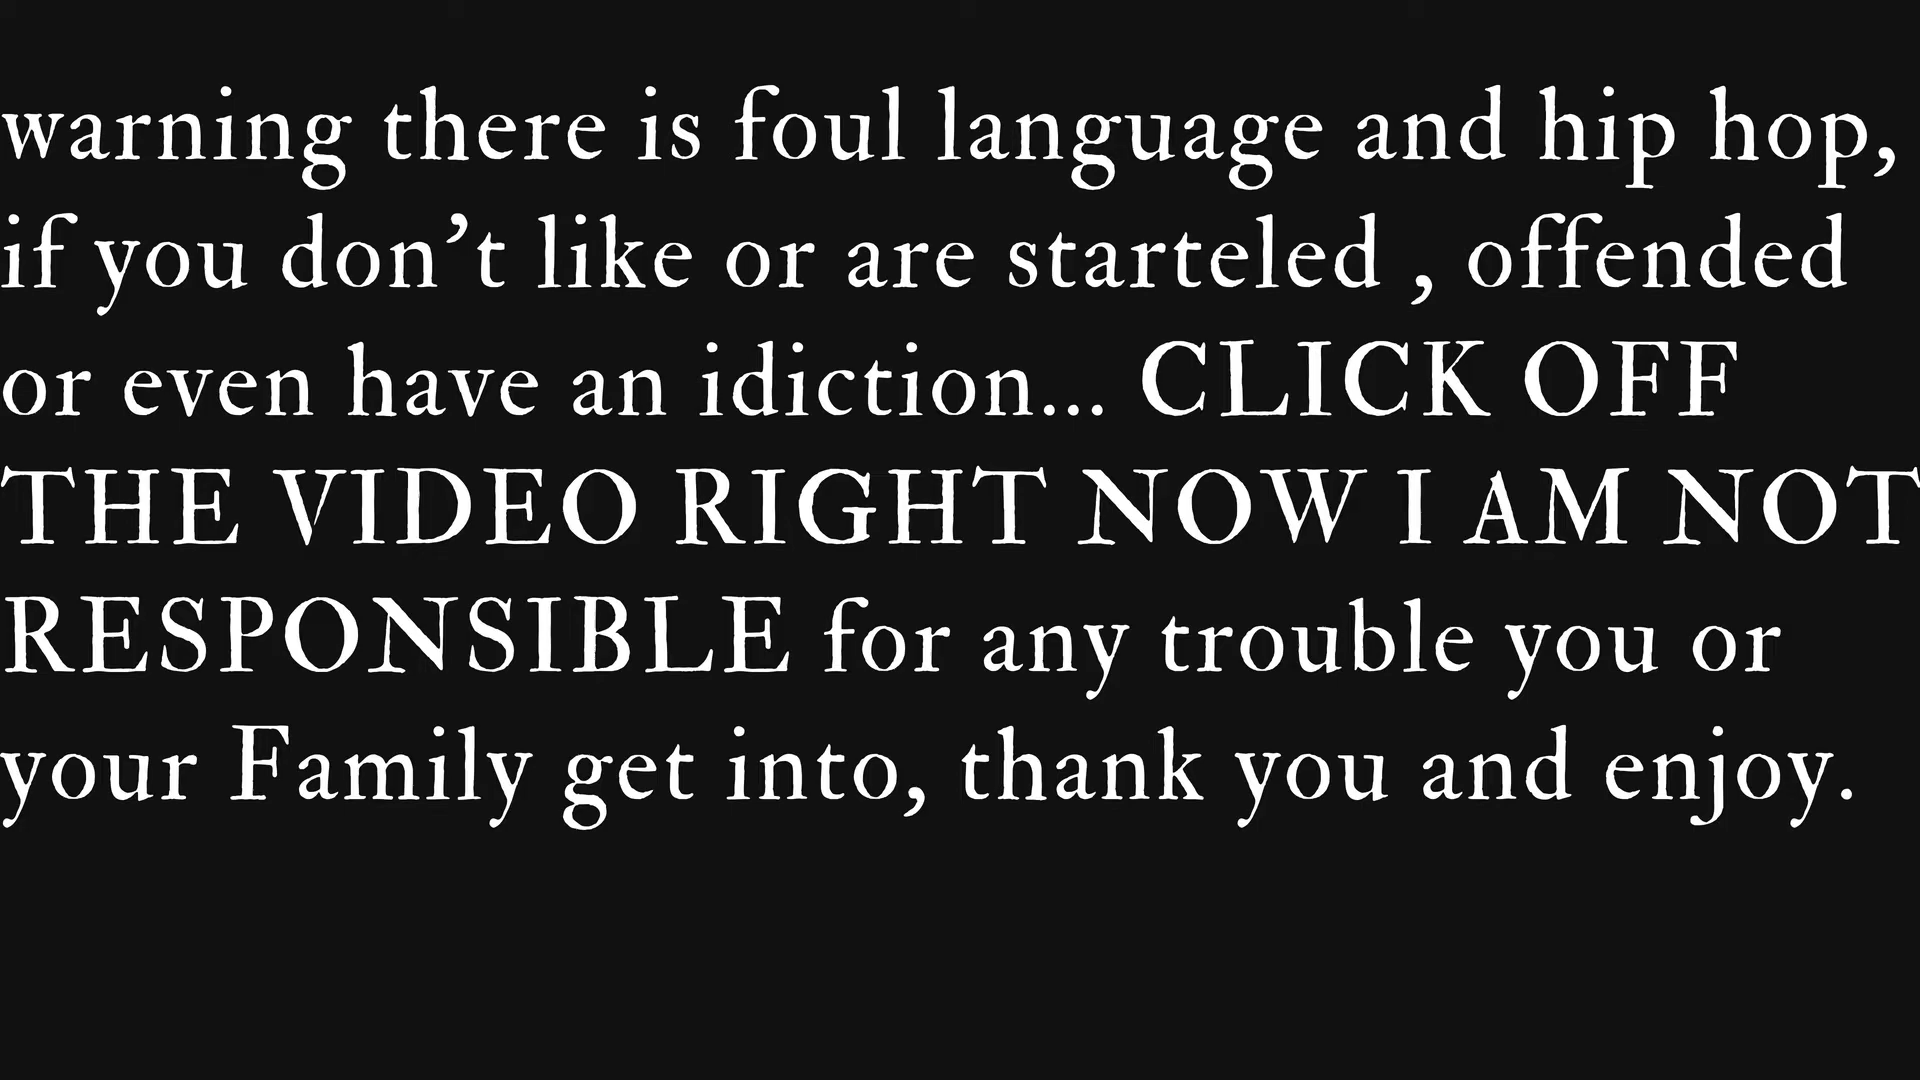 warning there is foul language and hip hop,
if you don’t like or are starteled , offended
or even have an idiction... CLICK OFF
THE VIDEO RIGHT NOW I AM NOT
RESPONSIBLE for any trouble you or
your Family get into, thank you and enjoy.